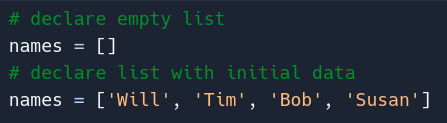 # declare empty list
names = []
# declare list with initial data
names = ['Will', 'Tim', 'Bob', 'Susan']